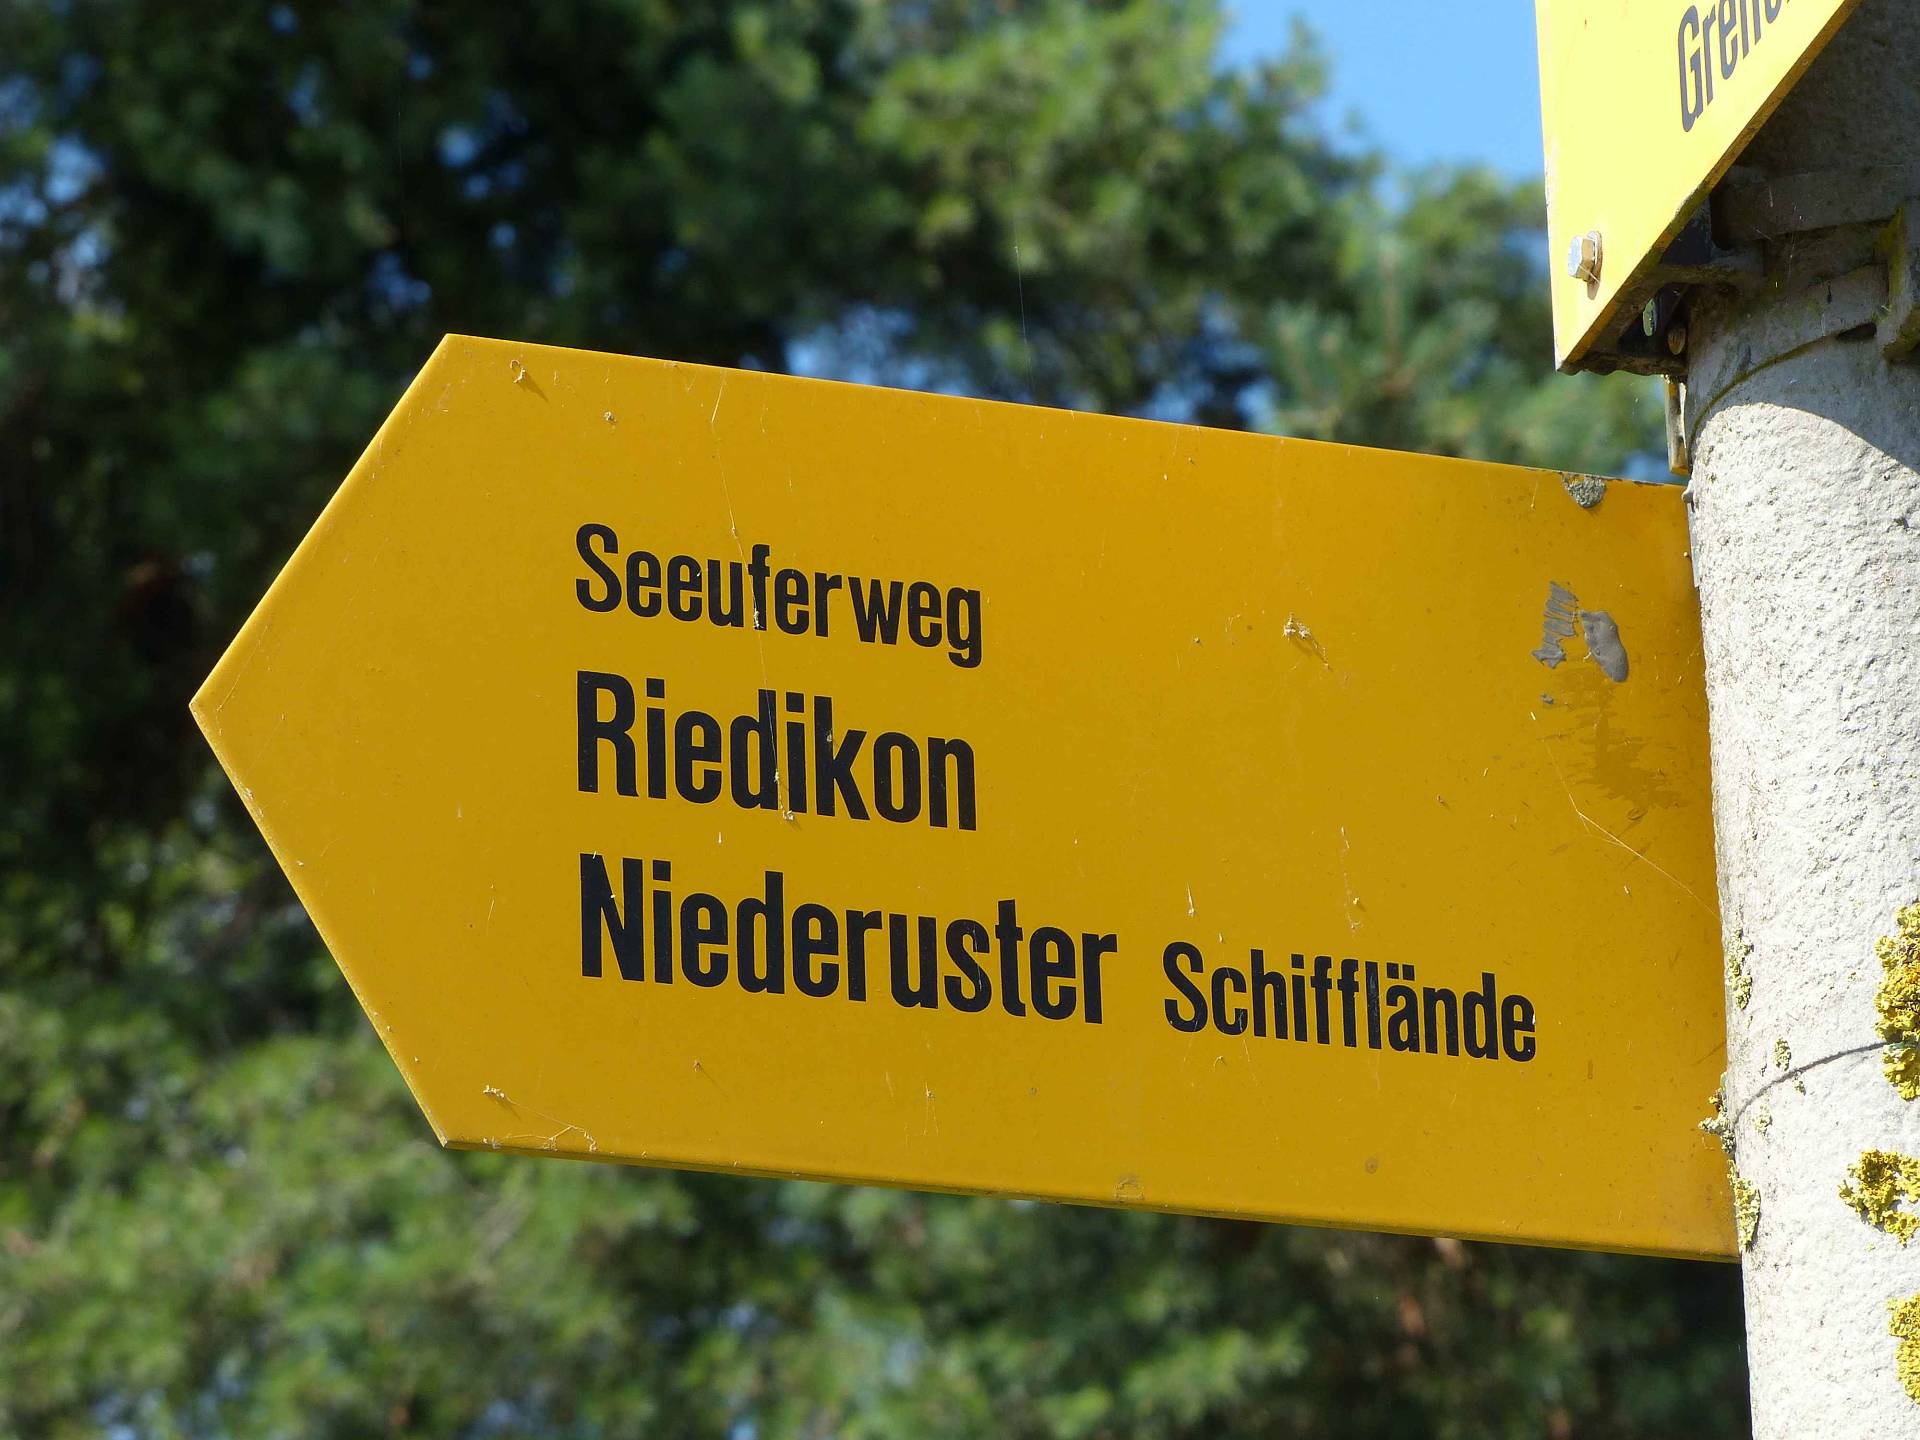 Seeuferweg
Riedikon
Niederuster Schifflände